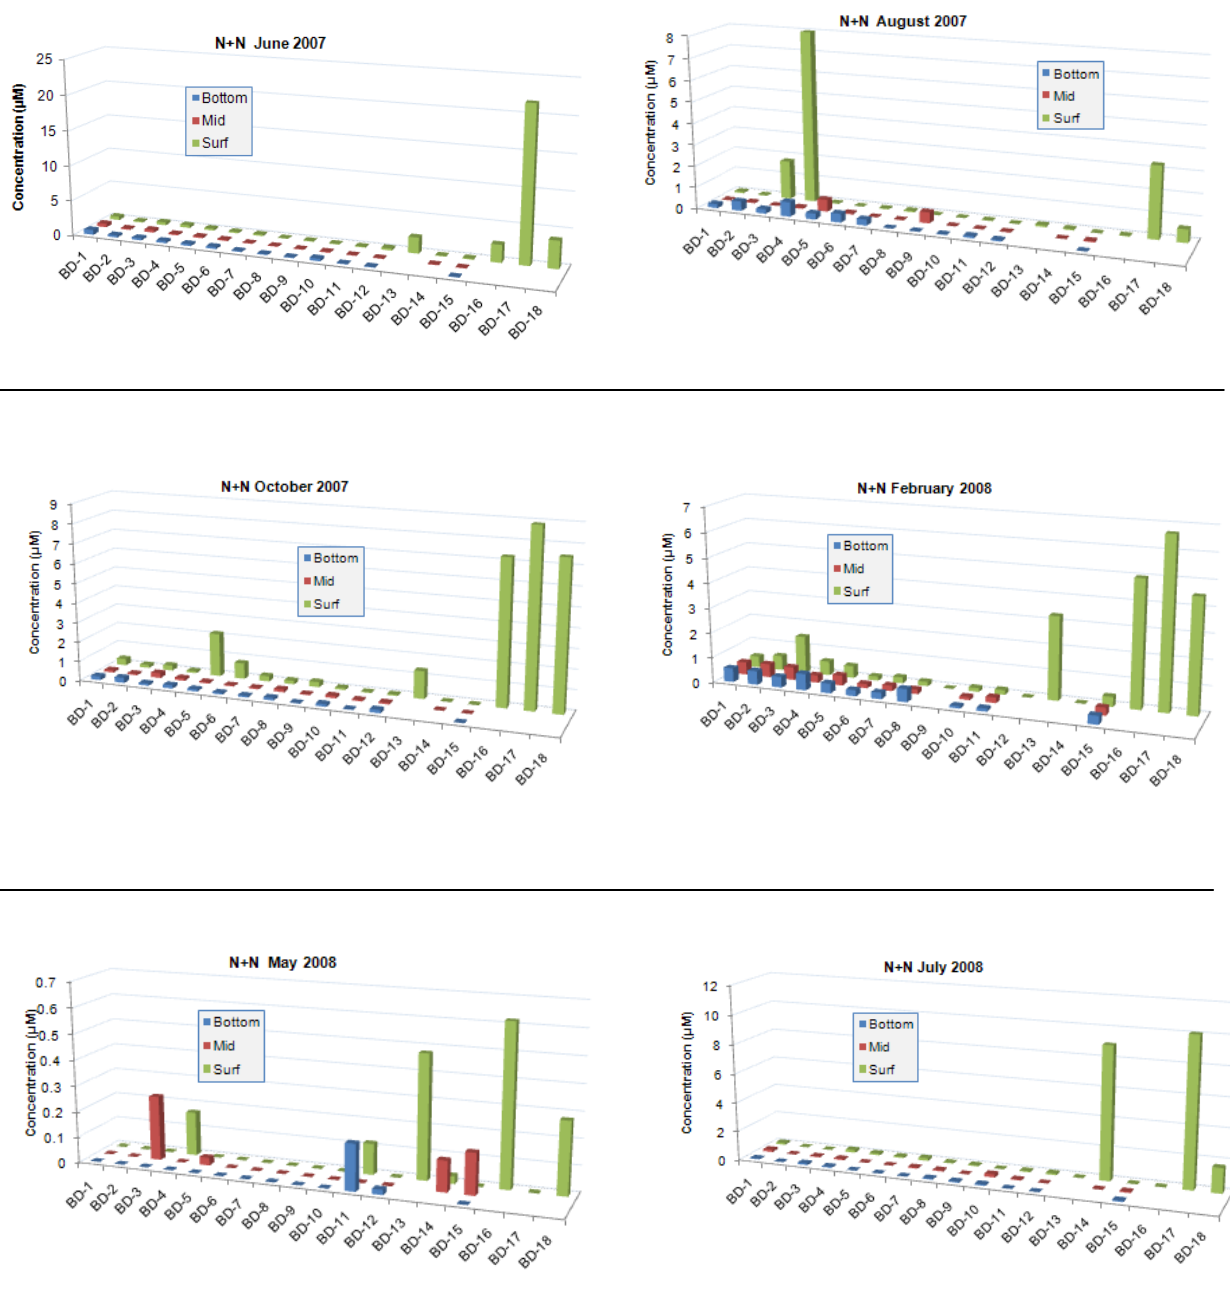 N+N June 2007
Concentration (µM)
25
20
15
10
5
0
Bottom
Mid
Surf
BD-1
BD-2
BD-3
BD-4
BD-5
BD-6
BD-7
BD-8
BD-9
BD-10
BD-11
BD-12
BD-13
BD-14
BD-15
BD-16
BD-17
BD-18
N+N August 2007
Concentration (µM)
8
7
6
5
4
3
2
1
0
Bottom
Mid
Surf
BD-1
BD-2
BD-3
BD-4
BD-5
BD-6
BD-7
BD-8
BD-9
BD-10
BD-11
BD-12
BD-13
BD-14
BD-15
BD-16
BD-17
BD-18
N+N October 2007
Concentration (µM)
9
8
7
6
5
4
3
2
1
0
Bottom
Mid
Surf
BD-1
BD-2
BD-3
BD-4
BD-5
BD-6
BD-7
BD-8
BD-9
BD-10
BD-11
BD-12
BD-13
BD-14
BD-15
BD-16
BD-17
BD-18
N+N February 2008
Concentration (µM)
7
6
5
4
3
2
1
0
Bottom
Mid
Surf
BD-1
BD-2
BD-3
BD-4
BD-5
BD-6
BD-7
BD-8
BD-9
BD-10
BD-11
BD-12
BD-13
BD-14
BD-15
BD-16
BD-17
BD-18
N+N May 2008
Concentration (µM)
0.7
0.6
0.5
0.4
0.3
0.2
0.1
0
Bottom
Mid
Surf
BD-1
BD-2
BD-3
BD-4
BD-5
BD-6
BD-7
BD-8
BD-9
BD-10
BD-11
BD-12
BD-13
BD-14
BD-15
BD-16
BD-17
BD-18
N+N July 2008
Concentration (µM)
12
10
8
6
4
2
0
Bottom
Mid
Surf
BD-1
BD-2
BD-3
BD-4
BD-5
BD-6
BD-7
BD-8
BD-9
BD-10
BD-11
BD-12
BD-13
BD-14
BD-15
BD-16
BD-17
BD-18